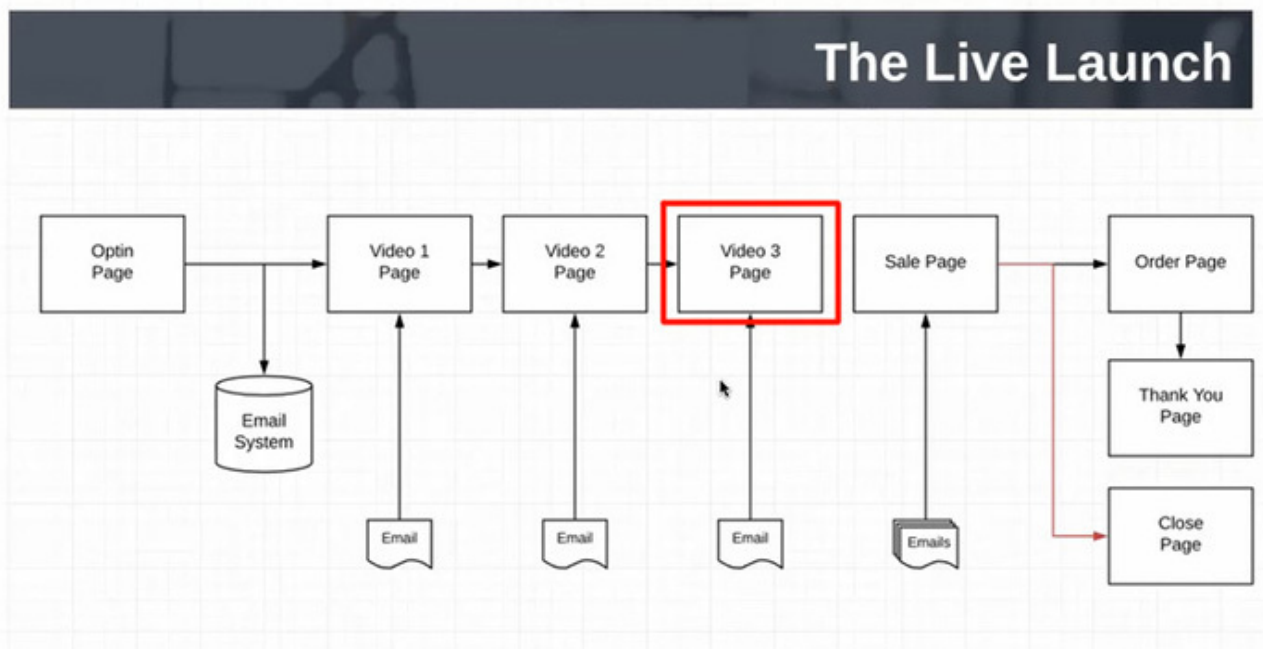 The Live Launch
Optin
Page
Video 1
Page
Video 2
Page
Video 3
Page
Sale Page
Order Page
Email
System
Thank You
Page
Email
Email
Email
Emails
Close
Page